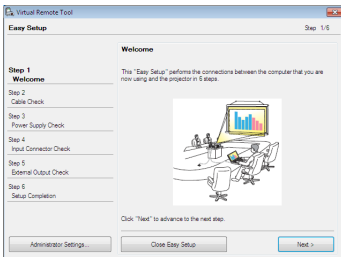 Virtual Remote Tool
Easy Setup
Step 1/6
Step 1
Welcome
Step 2
Cable Check
Step 3
Power Supply Check
Step 4
Input Connector Check
Step 5
External Output Check
Step 6
Setup Completion
Welcome
This "Easy Setup" performs the connections between the computer that you are
now using and the projector in 6 steps.
Click "Next" to advance to the next step.
Administrator Settings...
Close Easy Setup
Next >